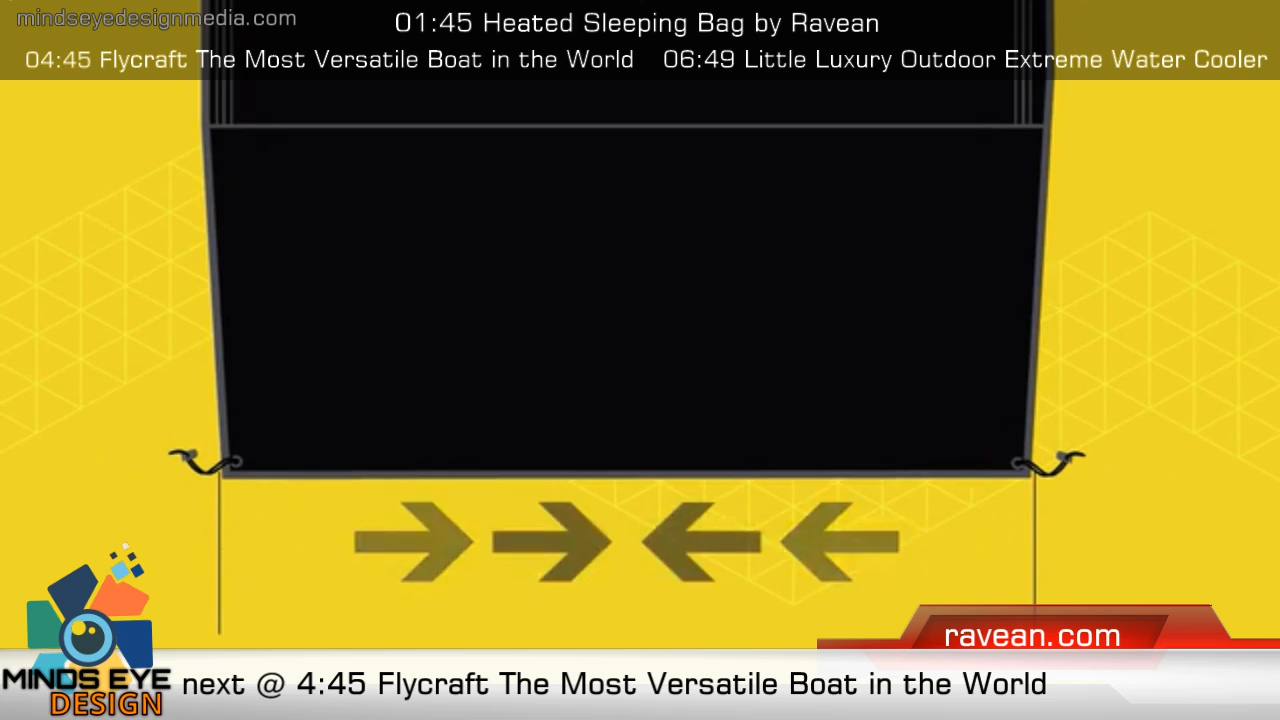 mindseyedesignmedia.com
01:45 Heated Sleeping Bag by Ravean
04:45 Flycraft The Most Versatile Boat in the World 06:49 Little Luxury Outdoor Extreme Water Cooler
ravean.com
MINDS EYE
DESIGN
next @ 4:45 Flycraft The Most Versatile Boat in the World